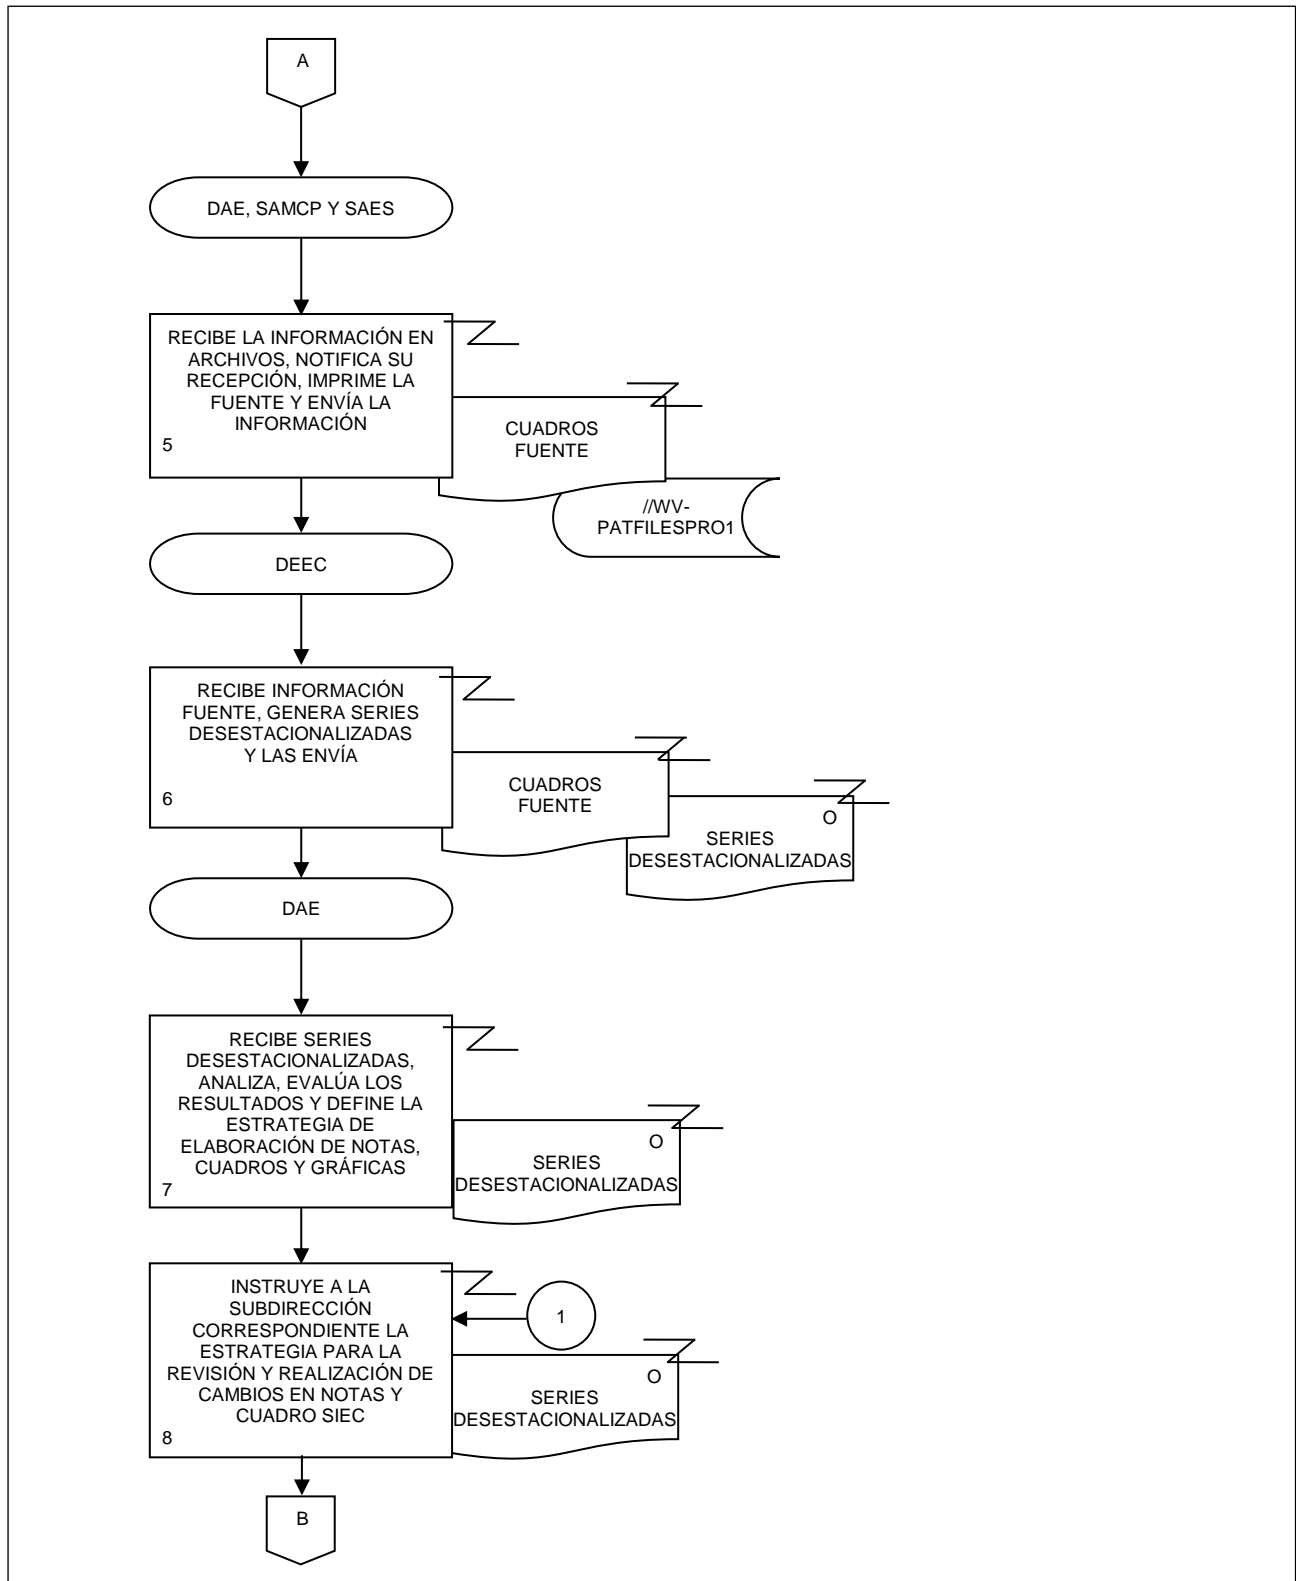 A
DAE, SAMCP Y SAES
RECIBE LA INFORMACIÓN EN
ARCHIVOS, NOTIFICA SU
RECEPCIÓN, IMPRIME LA
FUENTE Y ENVÍA LA
INFORMACIÓN
5
CUADROS
FUENTE
//WV-
PATFILESPRO1
DEEC
RECIBE INFORMACIÓN
FUENTE, GENERA SERIES
DESESTACIONALIZADAS
Y LAS ENVÍA
6
CUADROS
FUENTE
O
SERIES
DESESTACIONALIZADAS
DAE
RECIBE SERIES
DESESTACIONALIZADAS,
ANALIZA, EVALÚA LOS
RESULTADOS Y DEFINE LA
ESTRATEGIA DE
ELABORACIÓN DE NOTAS,
CUADROS Y GRÁFICAS
7
O
SERIES
DESESTACIONALIZADAS
INSTRUYE A LA
SUBDIRECCIÓN
CORRESPONDIENTE LA
ESTRATEGIA PARA LA
REVISIÓN Y REALIZACIÓN DE
CAMBIOS EN NOTAS Y
CUADRO SIEC
8
1
O
SERIES
DESESTACIONALIZADAS
B